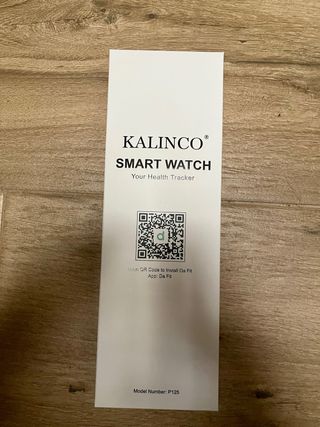 KALINCO®
SMART WATCH
Your Health Tracker
QR Code to Install Da Fit
App: Da Fit
Model Number: P125